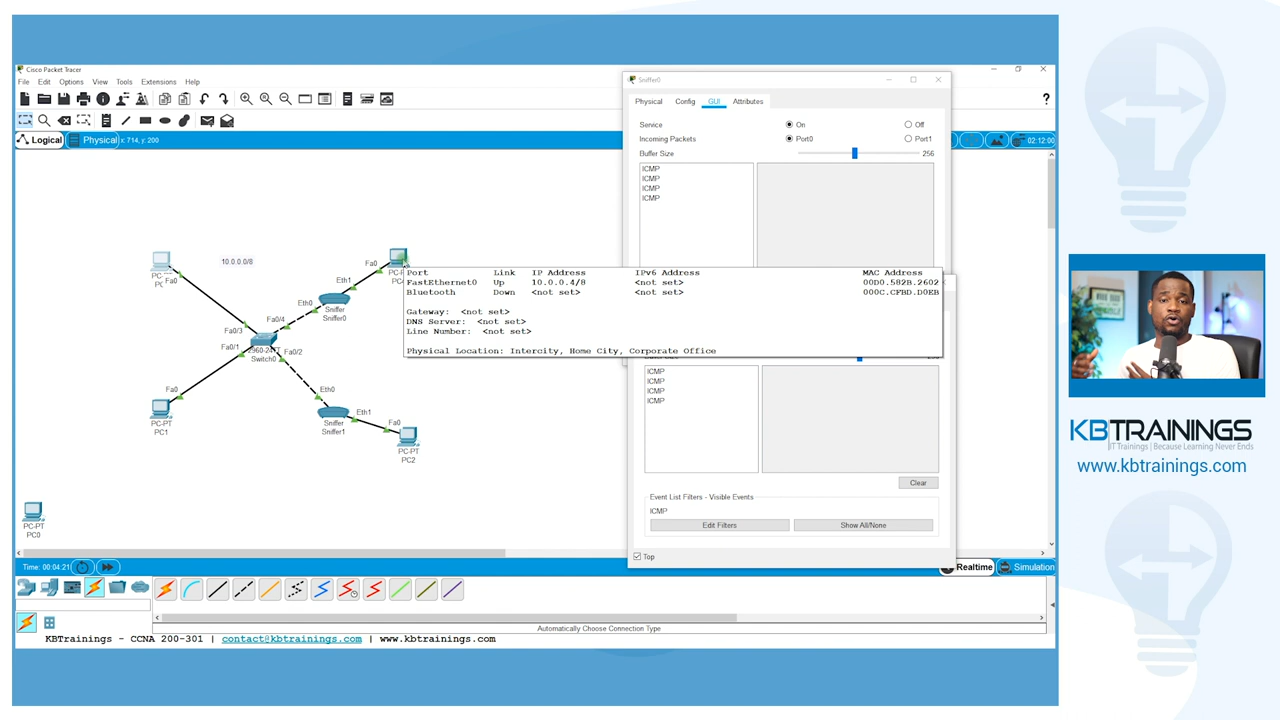 Cisco Packet Tracer
File Edit Options View Tools Extensions Help
?
Logical
Physical x: 714, y: 200
02:12:00
Sniffer0
Physical Config GUI Attributes
Service On Off
Incoming Packets Port0 Port1
Buffer Size 256
ICMP
ICMP
ICMP
ICMP
10.0.0.0/8
Fa0
Fa0
Eth1
Eth0
Sniffer
Sniffer0
Fa0/4
Fa0/3
Fa0/1
Fa0/2
Switch0
Port Link IP Address IPv6 Address MAC Address
FastEthernet0 Up 10.0.0.4/8 <not set> 00D0.582B.2602
Bluetooth Down <not set> <not set> 000C.CFBD.D0EB
Gateway: <not set>
DNS Server: <not set>
Line Number: <not set>
Physical Location: Intercity, Home City, Corporate Office
Fa0
PC-PT
PC1
Eth0
Eth1
Sniffer
Sniffer1
Fa0
PC-PT
PC2
PC-PT
PC0
ICMP
ICMP
ICMP
ICMP
Clear
Event List Filters - Visible Events
ICMP
Edit Filters Show All/None
Top
Time: 00:04:21
Realtime Simulation
Automatically Choose Connection Type
KBTrainings - CCNA 200-301 | contact@kbtrainings.com | www.kbtrainings.com
KBTRAININGS
IT Trainings | Because Learning Never Ends
www.kbtrainings.com